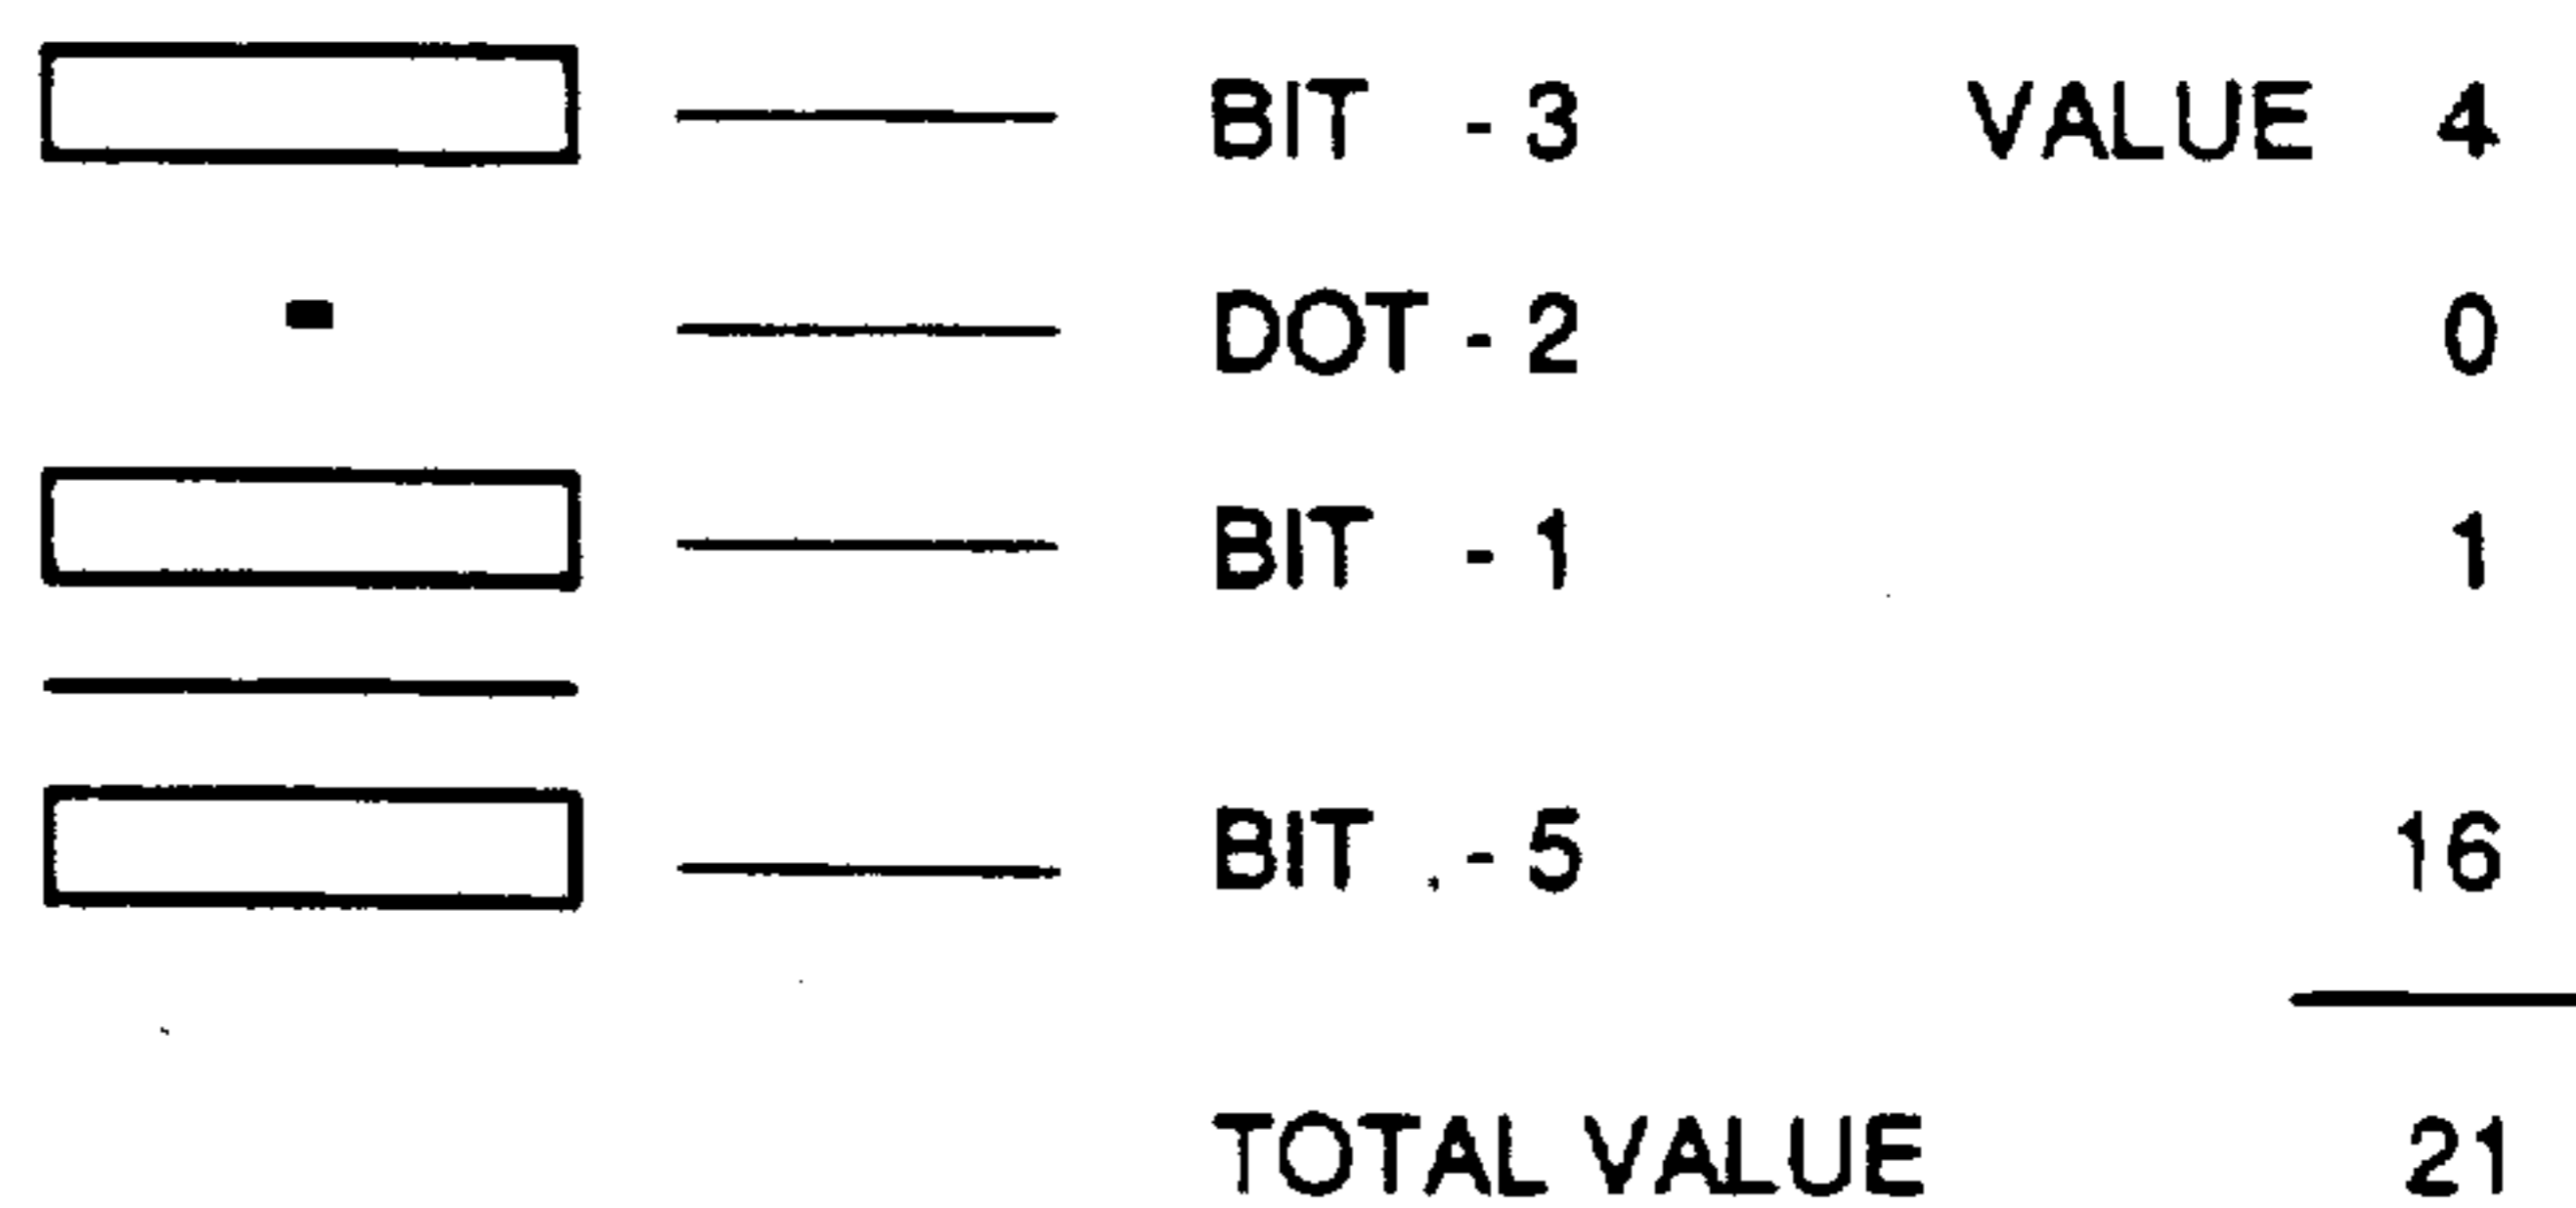 BIT - 3 VALUE 4
DOT - 2 0
BIT - 1 1
BIT - 5 16
TOTAL VALUE 21